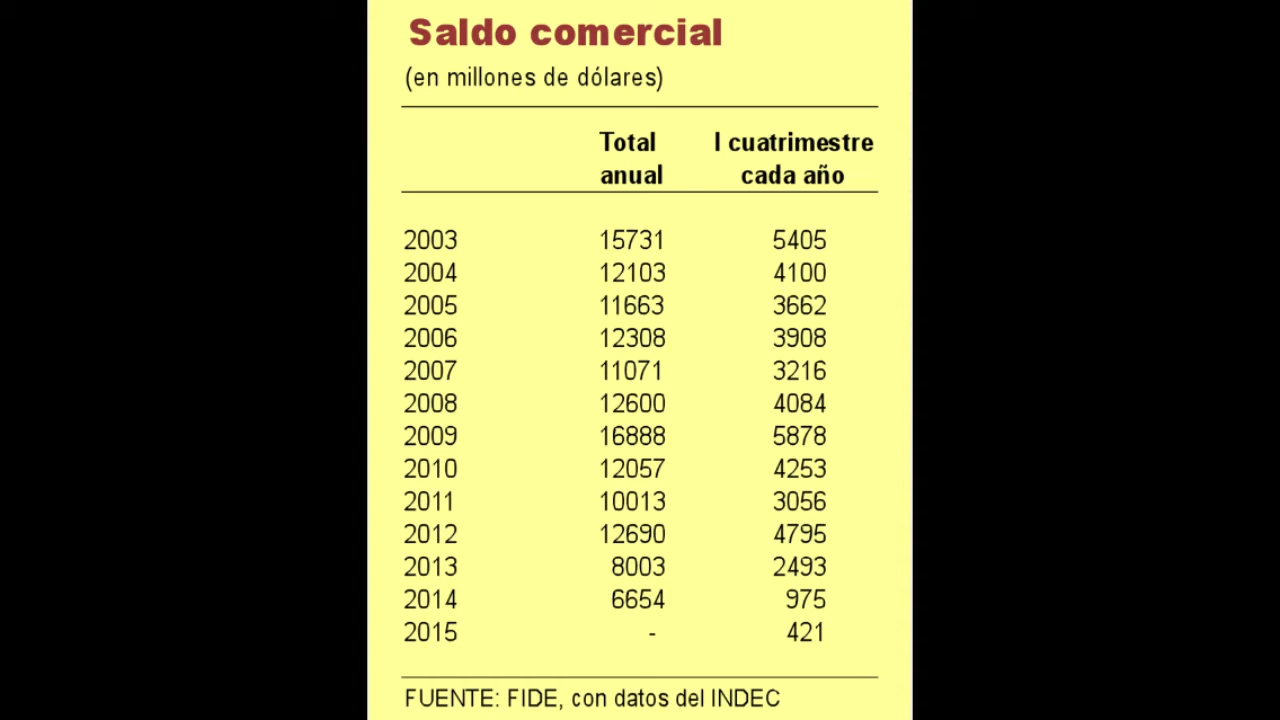 Saldo comercial
(en millones de dólares)
Total I cuatrimestre
anual cada año
2003 15731 5405
2004 12103 4100
2005 11663 3662
2006 12308 3908
2007 11071 3216
2008 12600 4084
2009 16888 5878
2010 12057 4253
2011 10013 3056
2012 12690 4795
2013 8003 2493
2014 6654 975
2015 - 421
FUENTE: FIDE, con datos del INDEC